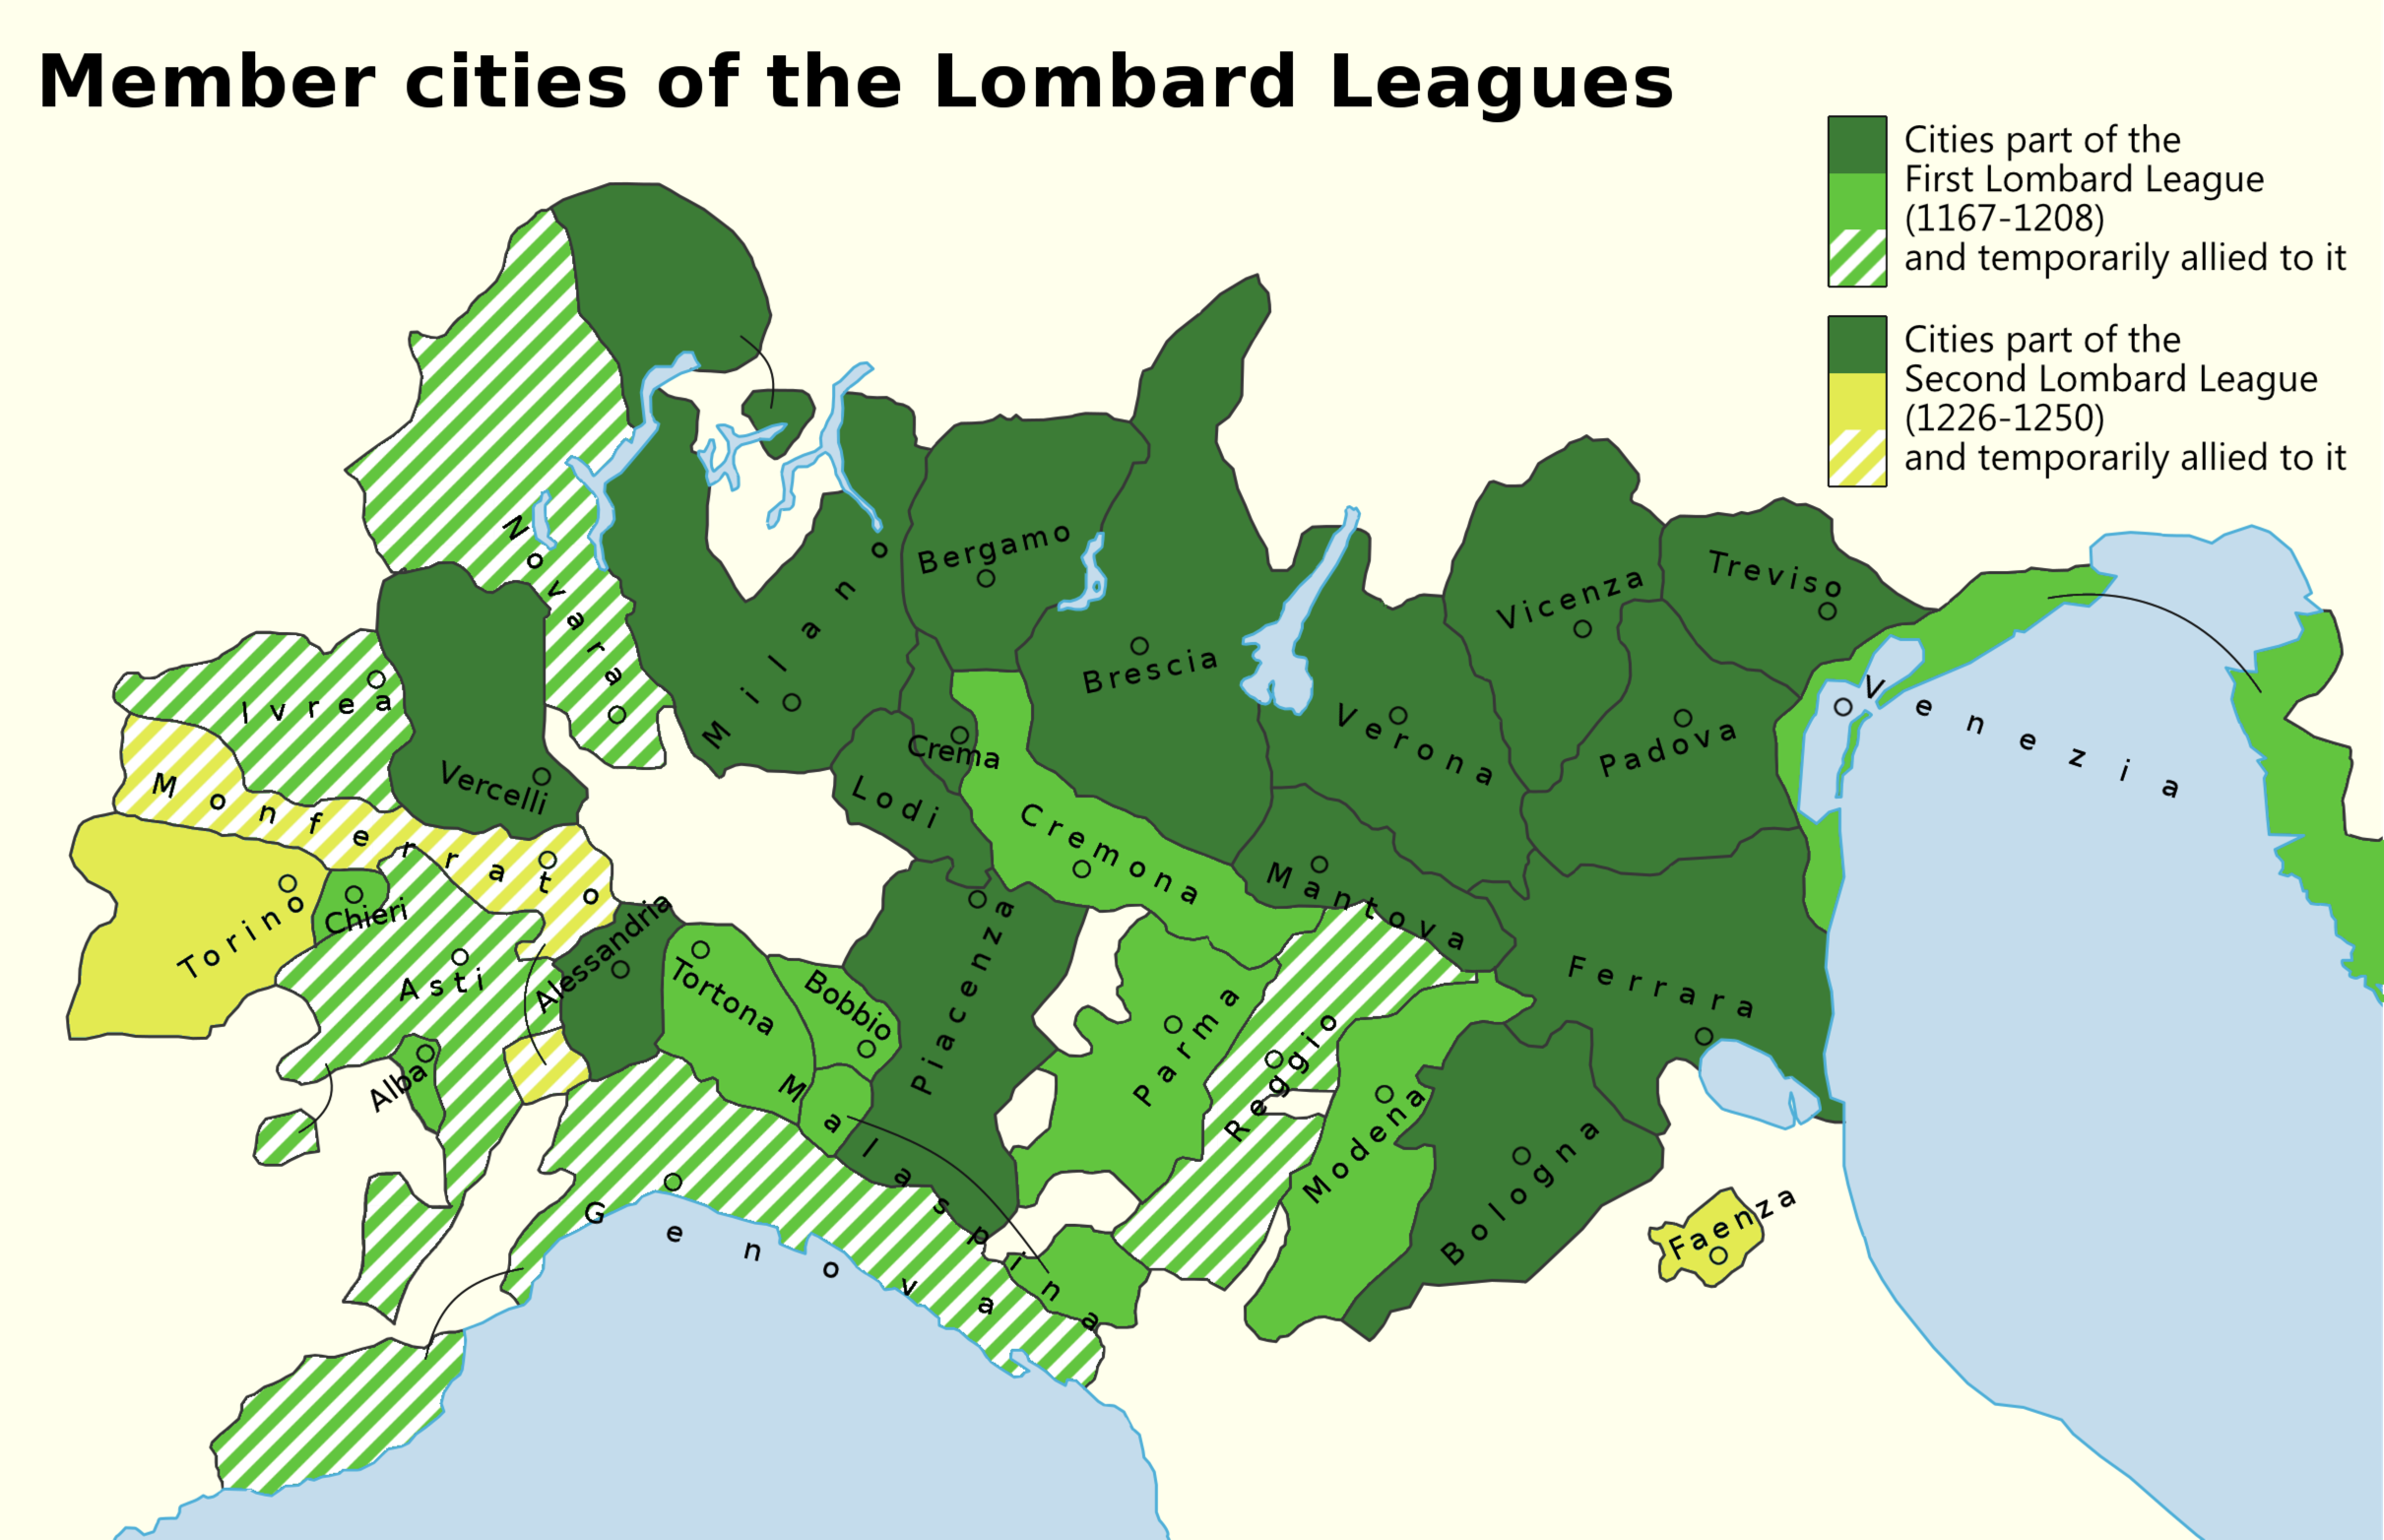 Member cities of the Lombard Leagues
Cities part of the
First Lombard League
(1167-1208)
and temporarily allied to it
Cities part of the
Second Lombard League
(1226-1250)
and temporarily allied to it
Novara
Milano
Bergamo
Brescia
Vicenza
Treviso
Ivrea
Vercelli
Crema
Verona
Padova
Venezia
Monferrato
Lodi
Cremona
Mantova
Torino
Chieri
Asti
Alessandria
Tortona
Bobbio
Piacenza
Parma
Reggio
Ferrara
Alba
Malaspina
Modena
Bologna
Genova
Faenza